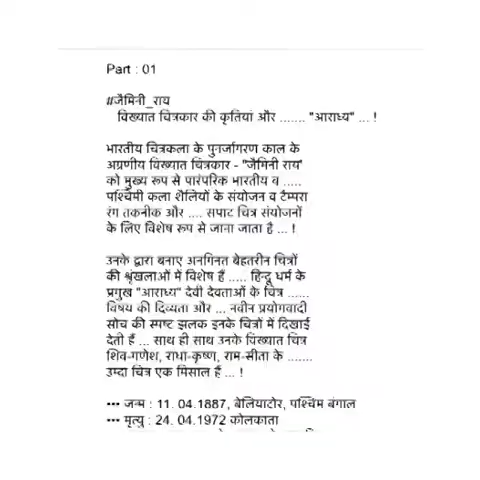 Part : 01
#जैमिनी_राय
विख्यात चित्रकार की कृतियां और ....... "आराध्य" ... !
भारतीय चित्रकला के पुनर्जागरण काल के
अग्रणीय विख्यात चित्रकार - "जैमिनी राय"
को मुख्य रूप से पारंपरिक भारतीय व .....
पश्चिमी कला शैलियों के संयोजन व टैम्परा
रंग तकनीक और .... सपाट चित्र संयोजनों
के लिए विशेष रूप से जाना जाता है ... !
उनके द्वारा बनाए अनगिनत बेहतरीन चित्रों
की श्रृंखलाओं में विशेष हैं ..... हिन्दू धर्म के
प्रमुख "आराध्य" देवी देवताओं के चित्र ......
विषय की दिव्यता और ... नवीन प्रयोगवादी
सोच की स्पष्ट झलक इनके चित्रों में दिखाई
देती हैं ... साथ ही साथ उनके विख्यात चित्र
शिव-गणेश, राधा-कृष्ण, राम-सीता के .......
उम्दा चित्र एक मिसाल हैं ... !
••• जन्म : 11. 04.1887, बेलियाटोर, पश्चिम बंगाल
••• मृत्यु : 24. 04.1972 कोलकाता